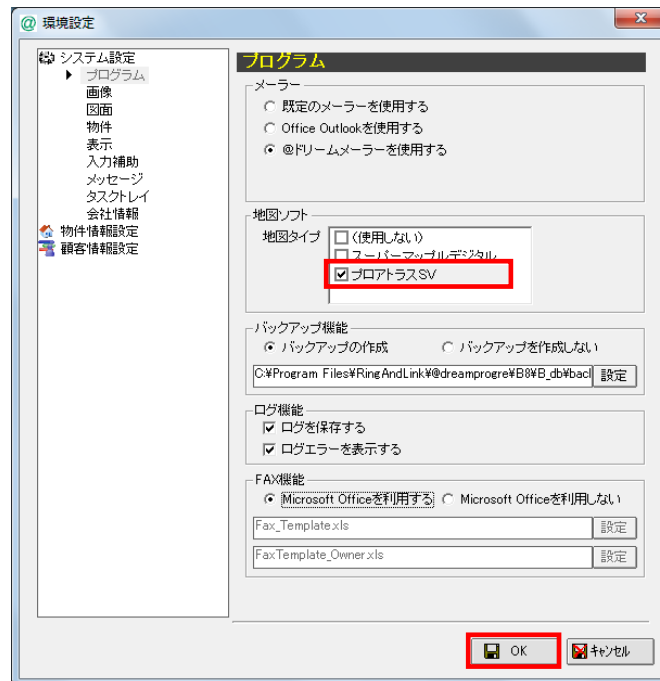 環境設定
システム設定
プログラム
画像
図面
物件
表示
入力補助
メッセージ
タスクトレイ
会社情報
物件情報設定
顧客情報設定
プログラム
メーラー
既定のメーラーを使用する
Office Outlookを使用する
@ドリームメーラーを使用する
地図ソフト
地図タイプ
(使用しない)
スーパーマップルデジタル
プロアトラスSV
バックアップ機能
バックアップの作成 バックアップを作成しない
C:¥Program Files¥RingAndLink¥@dreamprogre¥B8¥B_db¥bacl 設定
ログ機能
ログを保存する
ログエラーを表示する
FAX機能
Microsoft Officeを利用する Microsoft Officeを利用しない
Fax_Template.xls 設定
FaxTemplate_Owner.xls 設定
OK キャンセル